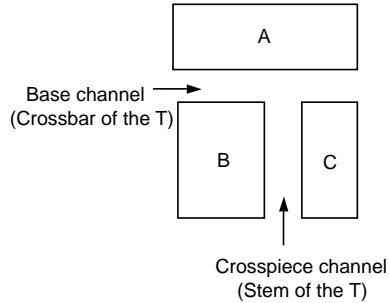 A
Base channel
(Crossbar of the T)
B
C
Crosspiece channel
(Stem of the T)